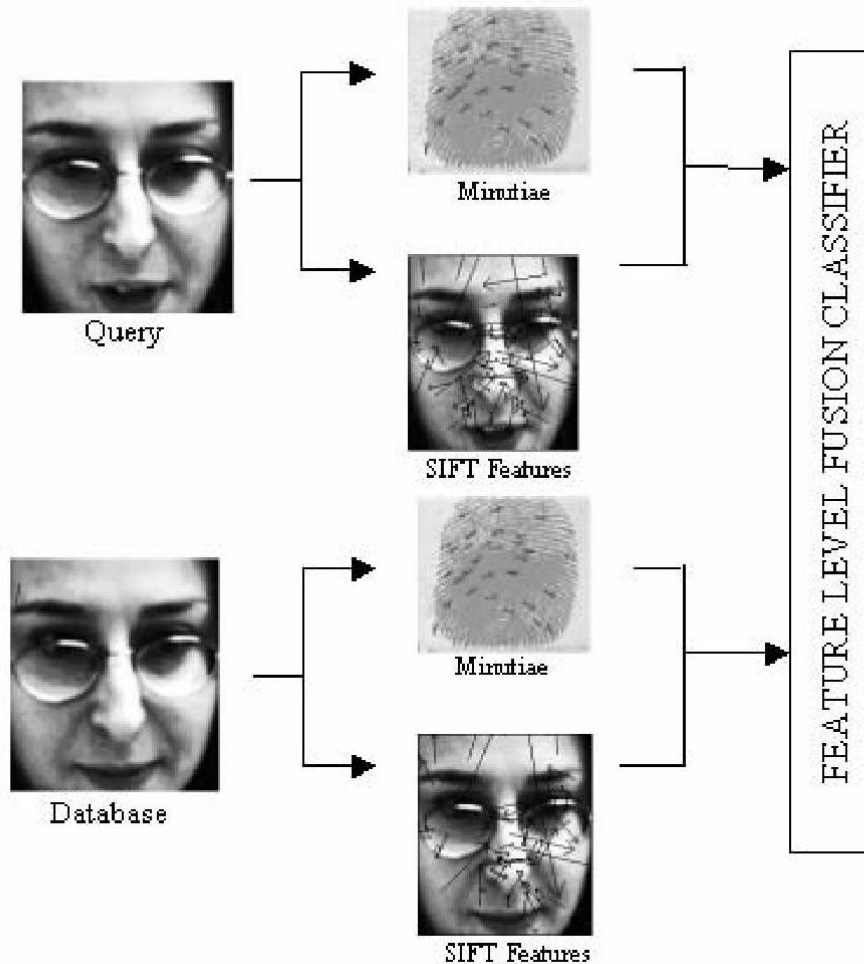 Minutiae
Query
SIFT Features
Minutiae
Database
SIFT Features
FEATURE LEVEL FUSION CLASSIFIER